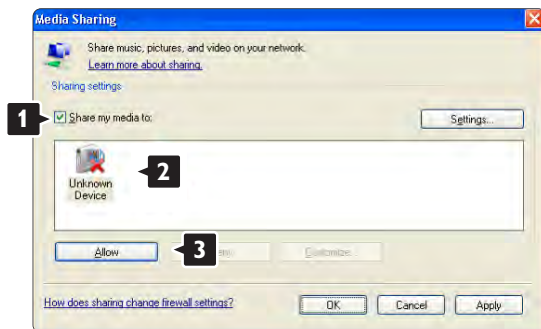 Media Sharing
Share music, pictures, and video on your network.
Learn more about sharing.
Sharing settings
1
Share my media to:
Settings...
2
Unknown
Device
Allow
3
Customize...
How does sharing change firewall settings?
OK
Cancel
Apply